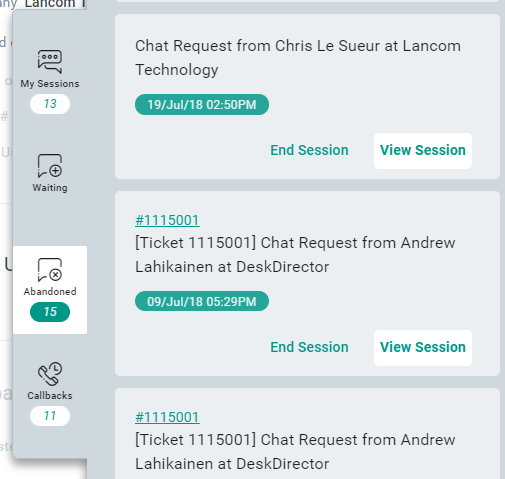 any Lancom T
My Sessions
13
Waiting
Abandoned
15
Callbacks
11
Chat Request from Chris Le Sueur at Lancom
Technology
19/Jul/18 02:50PM
End Session View Session
#1115001
[Ticket 1115001] Chat Request from Andrew
Lahikainen at DeskDirector
09/Jul/18 05:29PM
End Session View Session
#1115001
[Ticket 1115001] Chat Request from Andrew
Lahikainen at DeskDirector